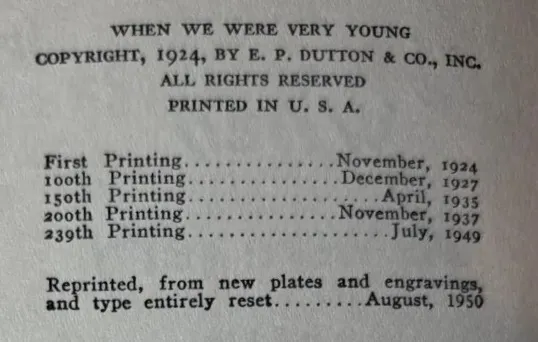 WHEN WE WERE VERY YOUNG
COPYRIGHT, 1924, BY E. P. DUTTON & CO., INC.
ALL RIGHTS RESERVED
PRINTED IN U. S. A.
First Printing...............November, 1924
100th Printing...............December, 1927
150th Printing...................April, 1935
200th Printing...............November, 1937
239th Printing....................July, 1949
Reprinted, from new plates and engravings,
and type entirely reset.........August, 1950